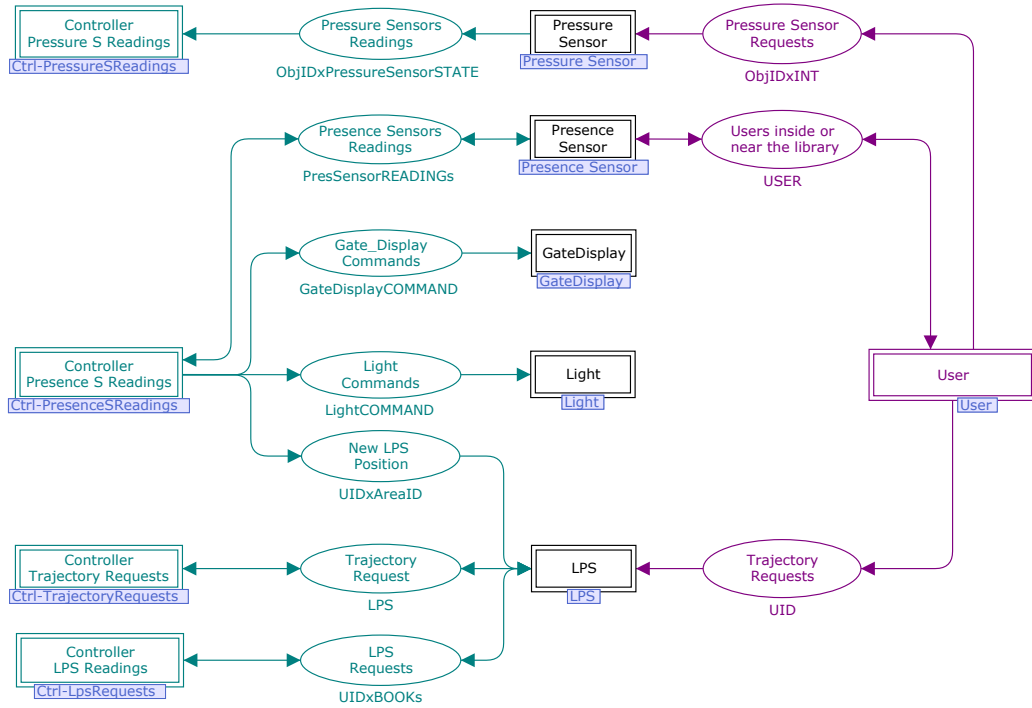 Controller
Pressure S Readings
Ctrl-PressureSReadings
Pressure Sensors
Readings
ObjIDxPressureSensorSTATE
Pressure
Sensor
Pressure Sensor
Pressure Sensor
Requests
ObjIDxINT
Presence Sensors
Readings
PresSensorREADINGs
Presence
Sensor
Presence Sensor
Users inside or
near the library
USER
Gate_Display
Commands
GateDisplayCOMMAND
GateDisplay
GateDisplay
Controller
Presence S Readings
Ctrl-PresenceSReadings
Light
Commands
LightCOMMAND
Light
Light
User
User
New LPS
Position
UIDxAreaID
Controller
Trajectory Requests
Ctrl-TrajectoryRequests
Trajectory
Request
LPS
LPS
LPS
Trajectory
Requests
UID
Controller
LPS Readings
Ctrl-LpsRequests
LPS
Requests
UIDxBOOKs